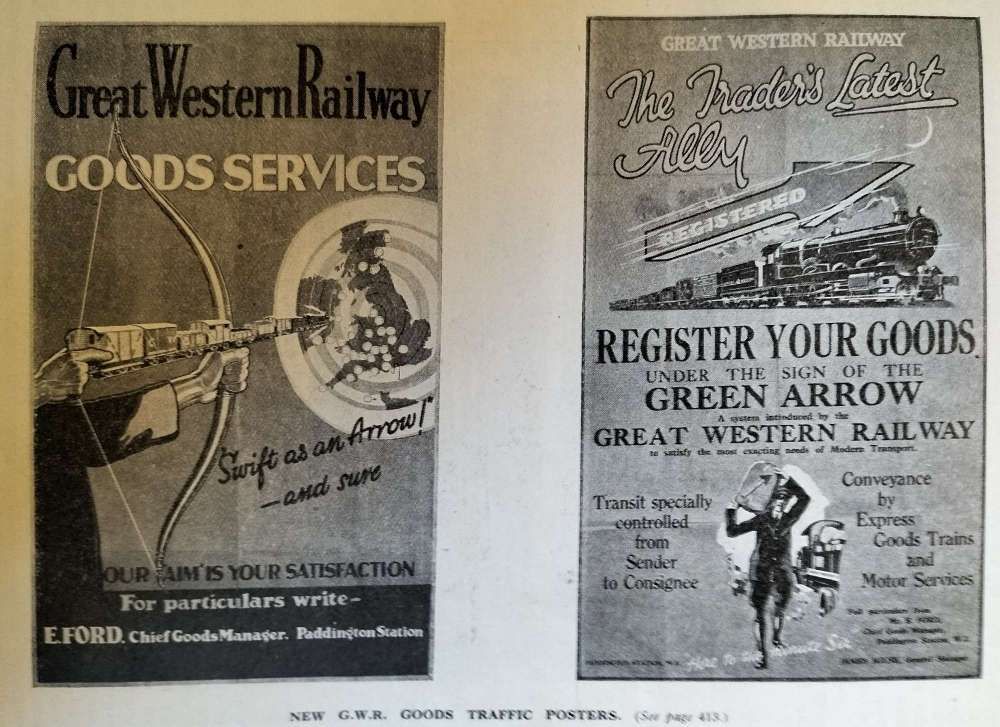 Great Western Railway
GOODS SERVICES
"Swift as an Arrow!"
— and sure
OUR 'AIM' IS YOUR SATISFACTION
For particulars write -
E. FORD. Chief Goods Manager. Paddington Station
GREAT WESTERN RAILWAY
The Trader's Latest
Ally
REGISTERED
REGISTER YOUR GOODS
UNDER THE SIGN OF THE
GREEN ARROW
A system introduced by the
GREAT WESTERN RAILWAY
to satisfy the most exacting needs of Modern Transport.
Transit specially
controlled
from
Sender
to Consignee
Conveyance
by
Express
Goods Trains
and
Motor Services
Full particulars from
Mr. E. FORD,
Chief Goods Manager,
Paddington Station, W.2.
Here to the minute Sir
PADDINGTON STATION, W.2.
General Manager
NEW G.W.R. GOODS TRAFFIC POSTERS. (See page 413.)